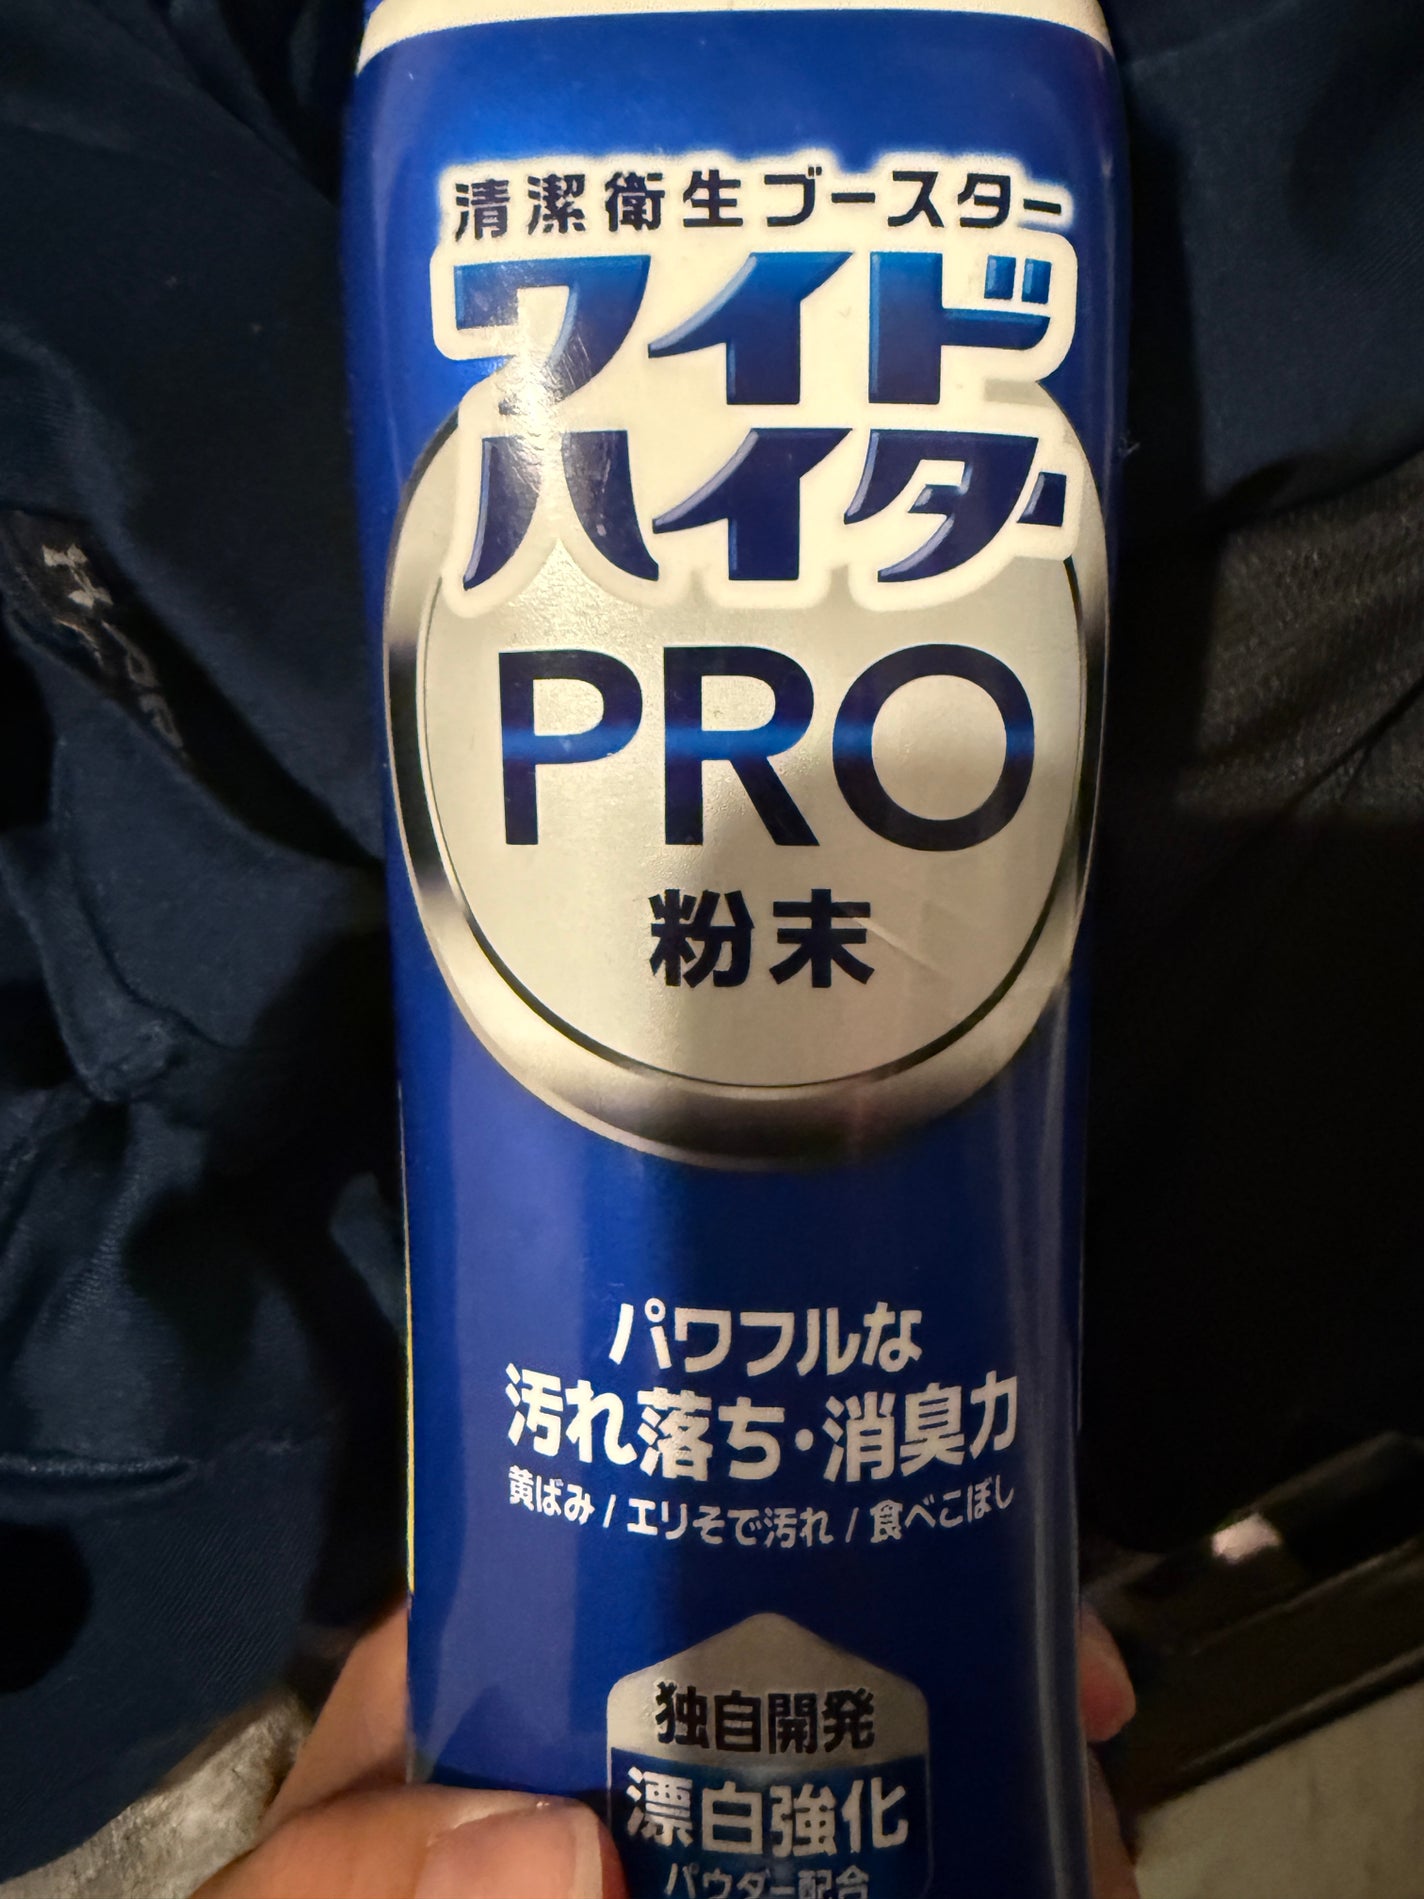 清潔衛生ブースター
ワイド
ハイター
PRO
粉末
パワフルな
汚れ落ち・消臭力
黄ばみ / エリそで汚れ / 食べこぼし
独自開発
漂白強化
パウダー配合